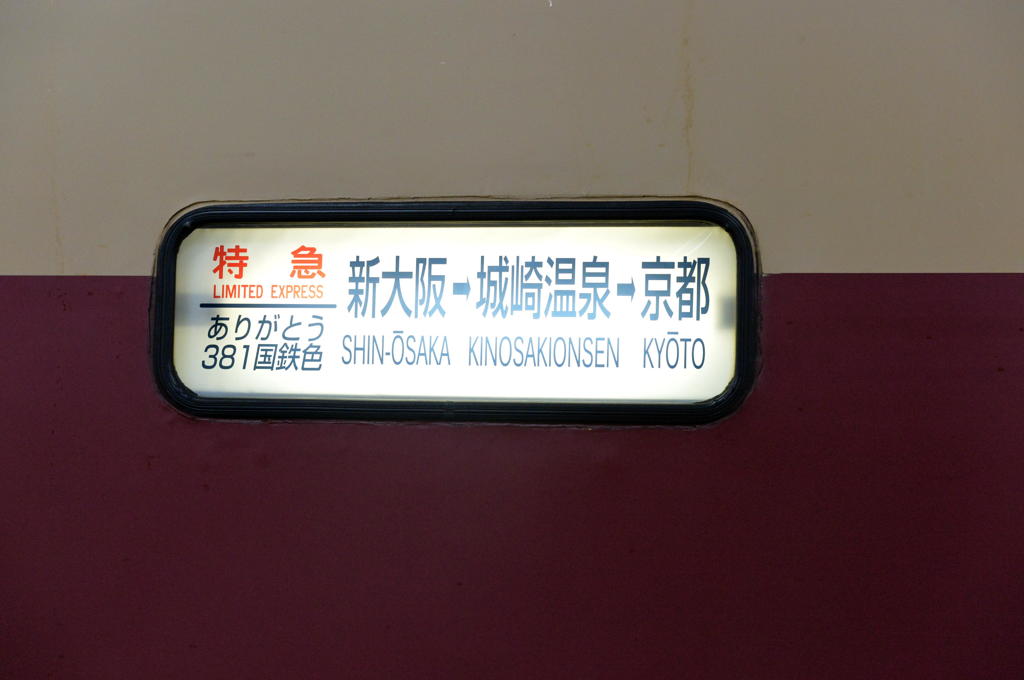 特急
LIMITED EXPRESS
ありがとう
381国鉄色
新大阪➡城崎温泉➡京都
SHIN-ŌSAKA KINOSAKIONSEN KYŌTO